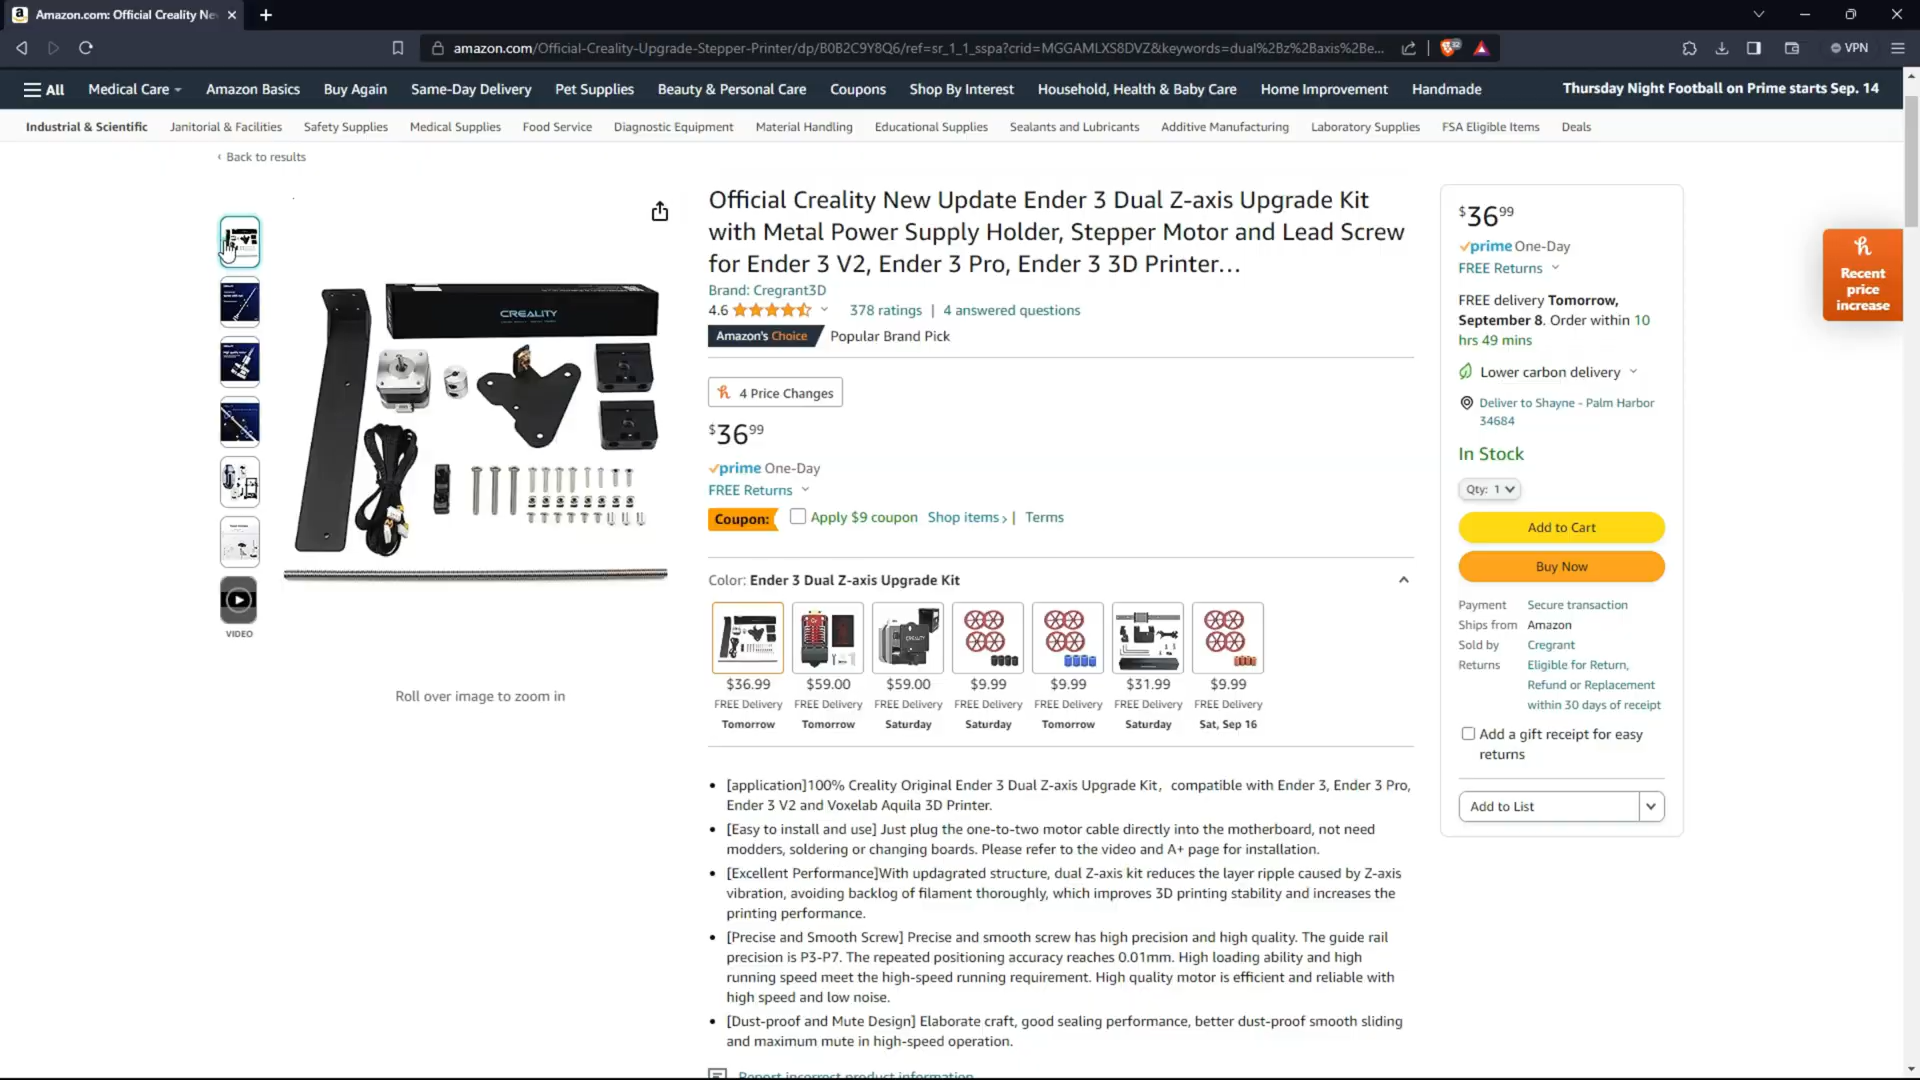 Amazon.com: Official Creality Ne
amazon.com/Official-Creality-Upgrade-Stepper-Printer/dp/B0B2C9Y8Q6/ref=sr_1_1_sspa?crid=MGGAMLXS8DVZ&keywords=dual%2Bz%2Baxis%2Be...
VPN
All
Medical Care
Amazon Basics
Buy Again
Same-Day Delivery
Pet Supplies
Beauty & Personal Care
Coupons
Shop By Interest
Household, Health & Baby Care
Home Improvement
Handmade
Thursday Night Football on Prime starts Sep. 14
Industrial & Scientific
Janitorial & Facilities
Safety Supplies
Medical Supplies
Food Service
Diagnostic Equipment
Material Handling
Educational Supplies
Sealants and Lubricants
Additive Manufacturing
Laboratory Supplies
FSA Eligible Items
Deals
‹ Back to results
CREALITY
VIDEO
Roll over image to zoom in
Official Creality New Update Ender 3 Dual Z-axis Upgrade Kit
with Metal Power Supply Holder, Stepper Motor and Lead Screw
for Ender 3 V2, Ender 3 Pro, Ender 3 3D Printer…
Brand: Cregrant3D
4.6
378 ratings | 4 answered questions
Amazon's Choice Popular Brand Pick
4 Price Changes
$36 99
prime One-Day
FREE Returns
Coupon: Apply $9 coupon Shop items › | Terms
Color: Ender 3 Dual Z-axis Upgrade Kit
$36.99 $59.00 $59.00 $9.99 $9.99 $31.99 $9.99
FREE Delivery FREE Delivery FREE Delivery FREE Delivery FREE Delivery FREE Delivery FREE Delivery
Tomorrow Tomorrow Saturday Saturday Tomorrow Saturday Sat, Sep 16
• [application]100% Creality Original Ender 3 Dual Z-axis Upgrade Kit，compatible with Ender 3, Ender 3 Pro,
Ender 3 V2 and Voxelab Aquila 3D Printer.
• [Easy to install and use] Just plug the one-to-two motor cable directly into the motherboard, not need
modders, soldering or changing boards. Please refer to the video and A+ page for installation.
• [Excellent Performance]With updagrated structure, dual Z-axis kit reduces the layer ripple caused by Z-axis
vibration, avoiding backlog of filament thoroughly, which improves 3D printing stability and increases the
printing performance.
• [Precise and Smooth Screw] Precise and smooth screw has high precision and high quality. The guide rail
precision is P3-P7. The repeated positioning accuracy reaches 0.01mm. High loading ability and high
running speed meet the high-speed running requirement. High quality motor is efficient and reliable with
high speed and low noise.
• [Dust-proof and Mute Design] Elaborate craft, good sealing performance, better dust-proof smooth sliding
and maximum mute in high-speed operation.
Report incorrect product information
$36 99
prime One-Day
FREE Returns
FREE delivery Tomorrow,
September 8. Order within 10
hrs 49 mins
Lower carbon delivery
Deliver to Shayne - Palm Harbor
34684
In Stock
Qty: 1
Add to Cart
Buy Now
Payment Secure transaction
Ships from Amazon
Sold by Cregrant
Returns Eligible for Return,
Refund or Replacement
within 30 days of receipt
Add a gift receipt for easy
returns
Add to List
Recent
price
increase